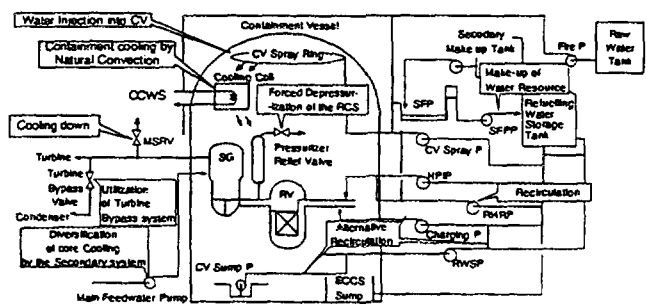 Water Injection into CV
Containment Vessel
Containment cooling by
Natural Convection
CV Spray Ring
Cooling Coil
CCWS
Forced Depressur-
ization of the RCS
Cooling down
MSRV
Turbine
SG
Pressurizer
Relief Valve
Turbine
Bypass
Valve
Condenser
Utilization
of Turbine
Bypass system
RV
Diversification
of core Cooling
by the Secondary system
Main Feedwater Pump
CV Sump P
ECCS
Sump
Alternative
Recirculation
Secodary
Make-up Tank
Fire P
Raw
Water
Tank
Make-up of
Water Resource
SFP
SFPP
Refuelling
Water
Storage
Tank
CV Spray P
HPIP
Recirculation
RHRP
Charging P
RWSP